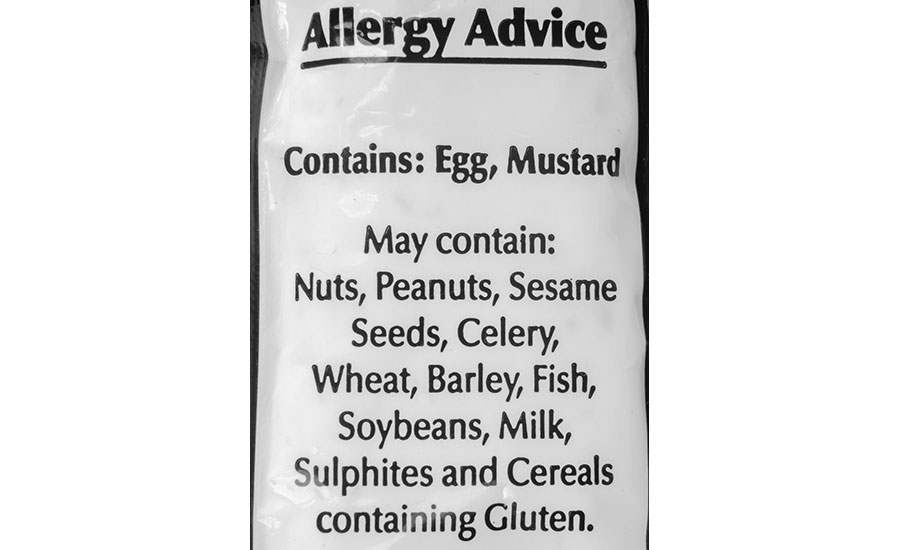 Allergy Advice
Contains: Egg, Mustard
May contain:
Nuts, Peanuts, Sesame
Seeds, Celery,
Wheat, Barley, Fish,
Soybeans, Milk,
Sulphites and Cereals
containing Gluten.